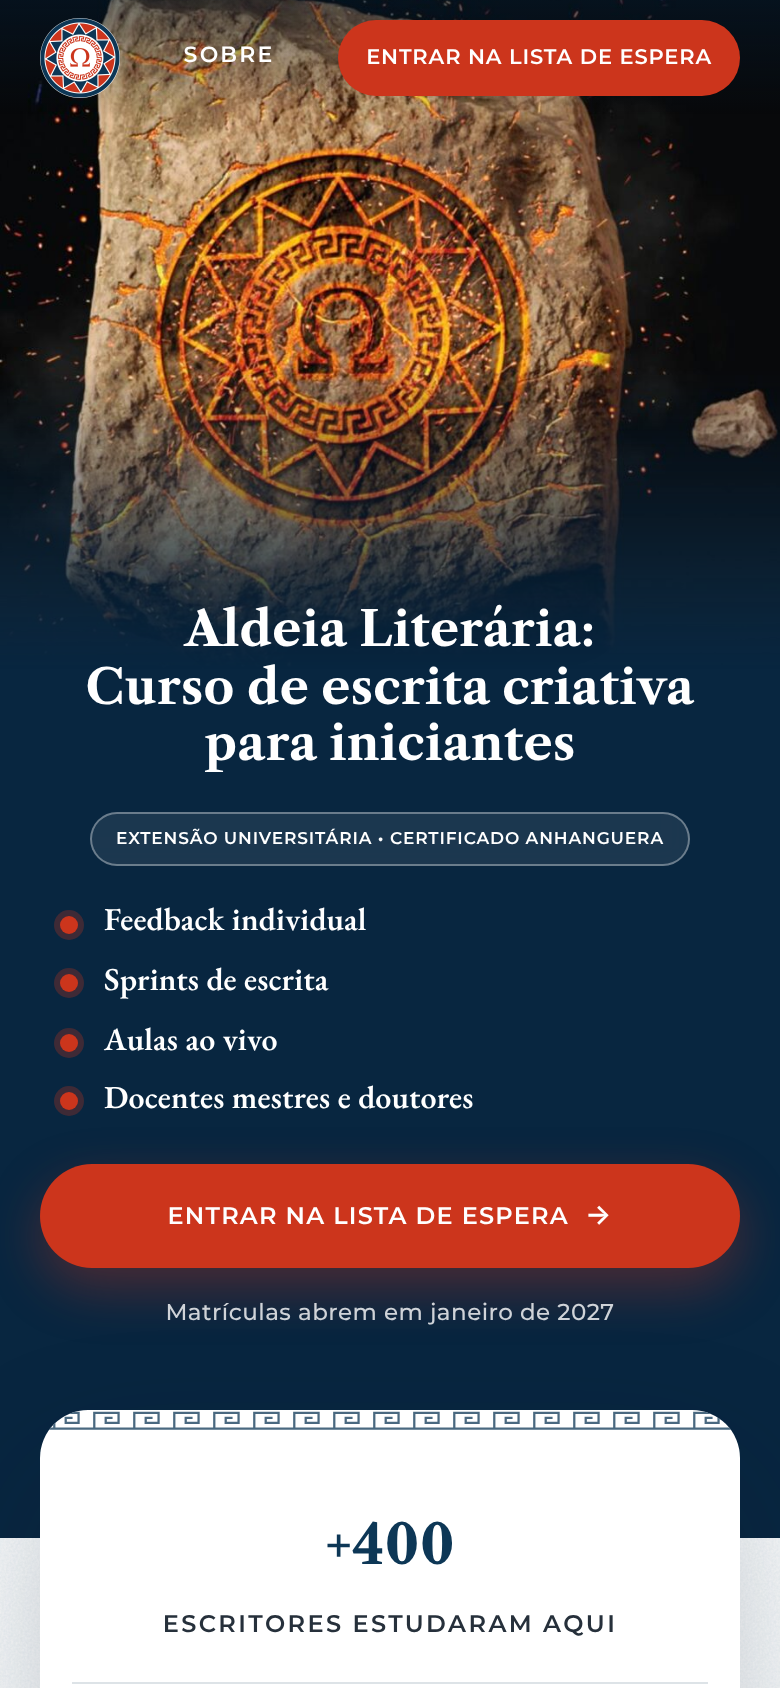 Ω
SOBRE
ENTRAR NA LISTA DE ESPERA
Ω
Aldeia Literária:
Curso de escrita criativa
para iniciantes
EXTENSÃO UNIVERSITÁRIA • CERTIFICADO ANHANGUERA
Feedback individual
Sprints de escrita
Aulas ao vivo
Docentes mestres e doutores
ENTRAR NA LISTA DE ESPERA →
Matrículas abrem em janeiro de 2027
+400
ESCRITORES ESTUDARAM AQUI